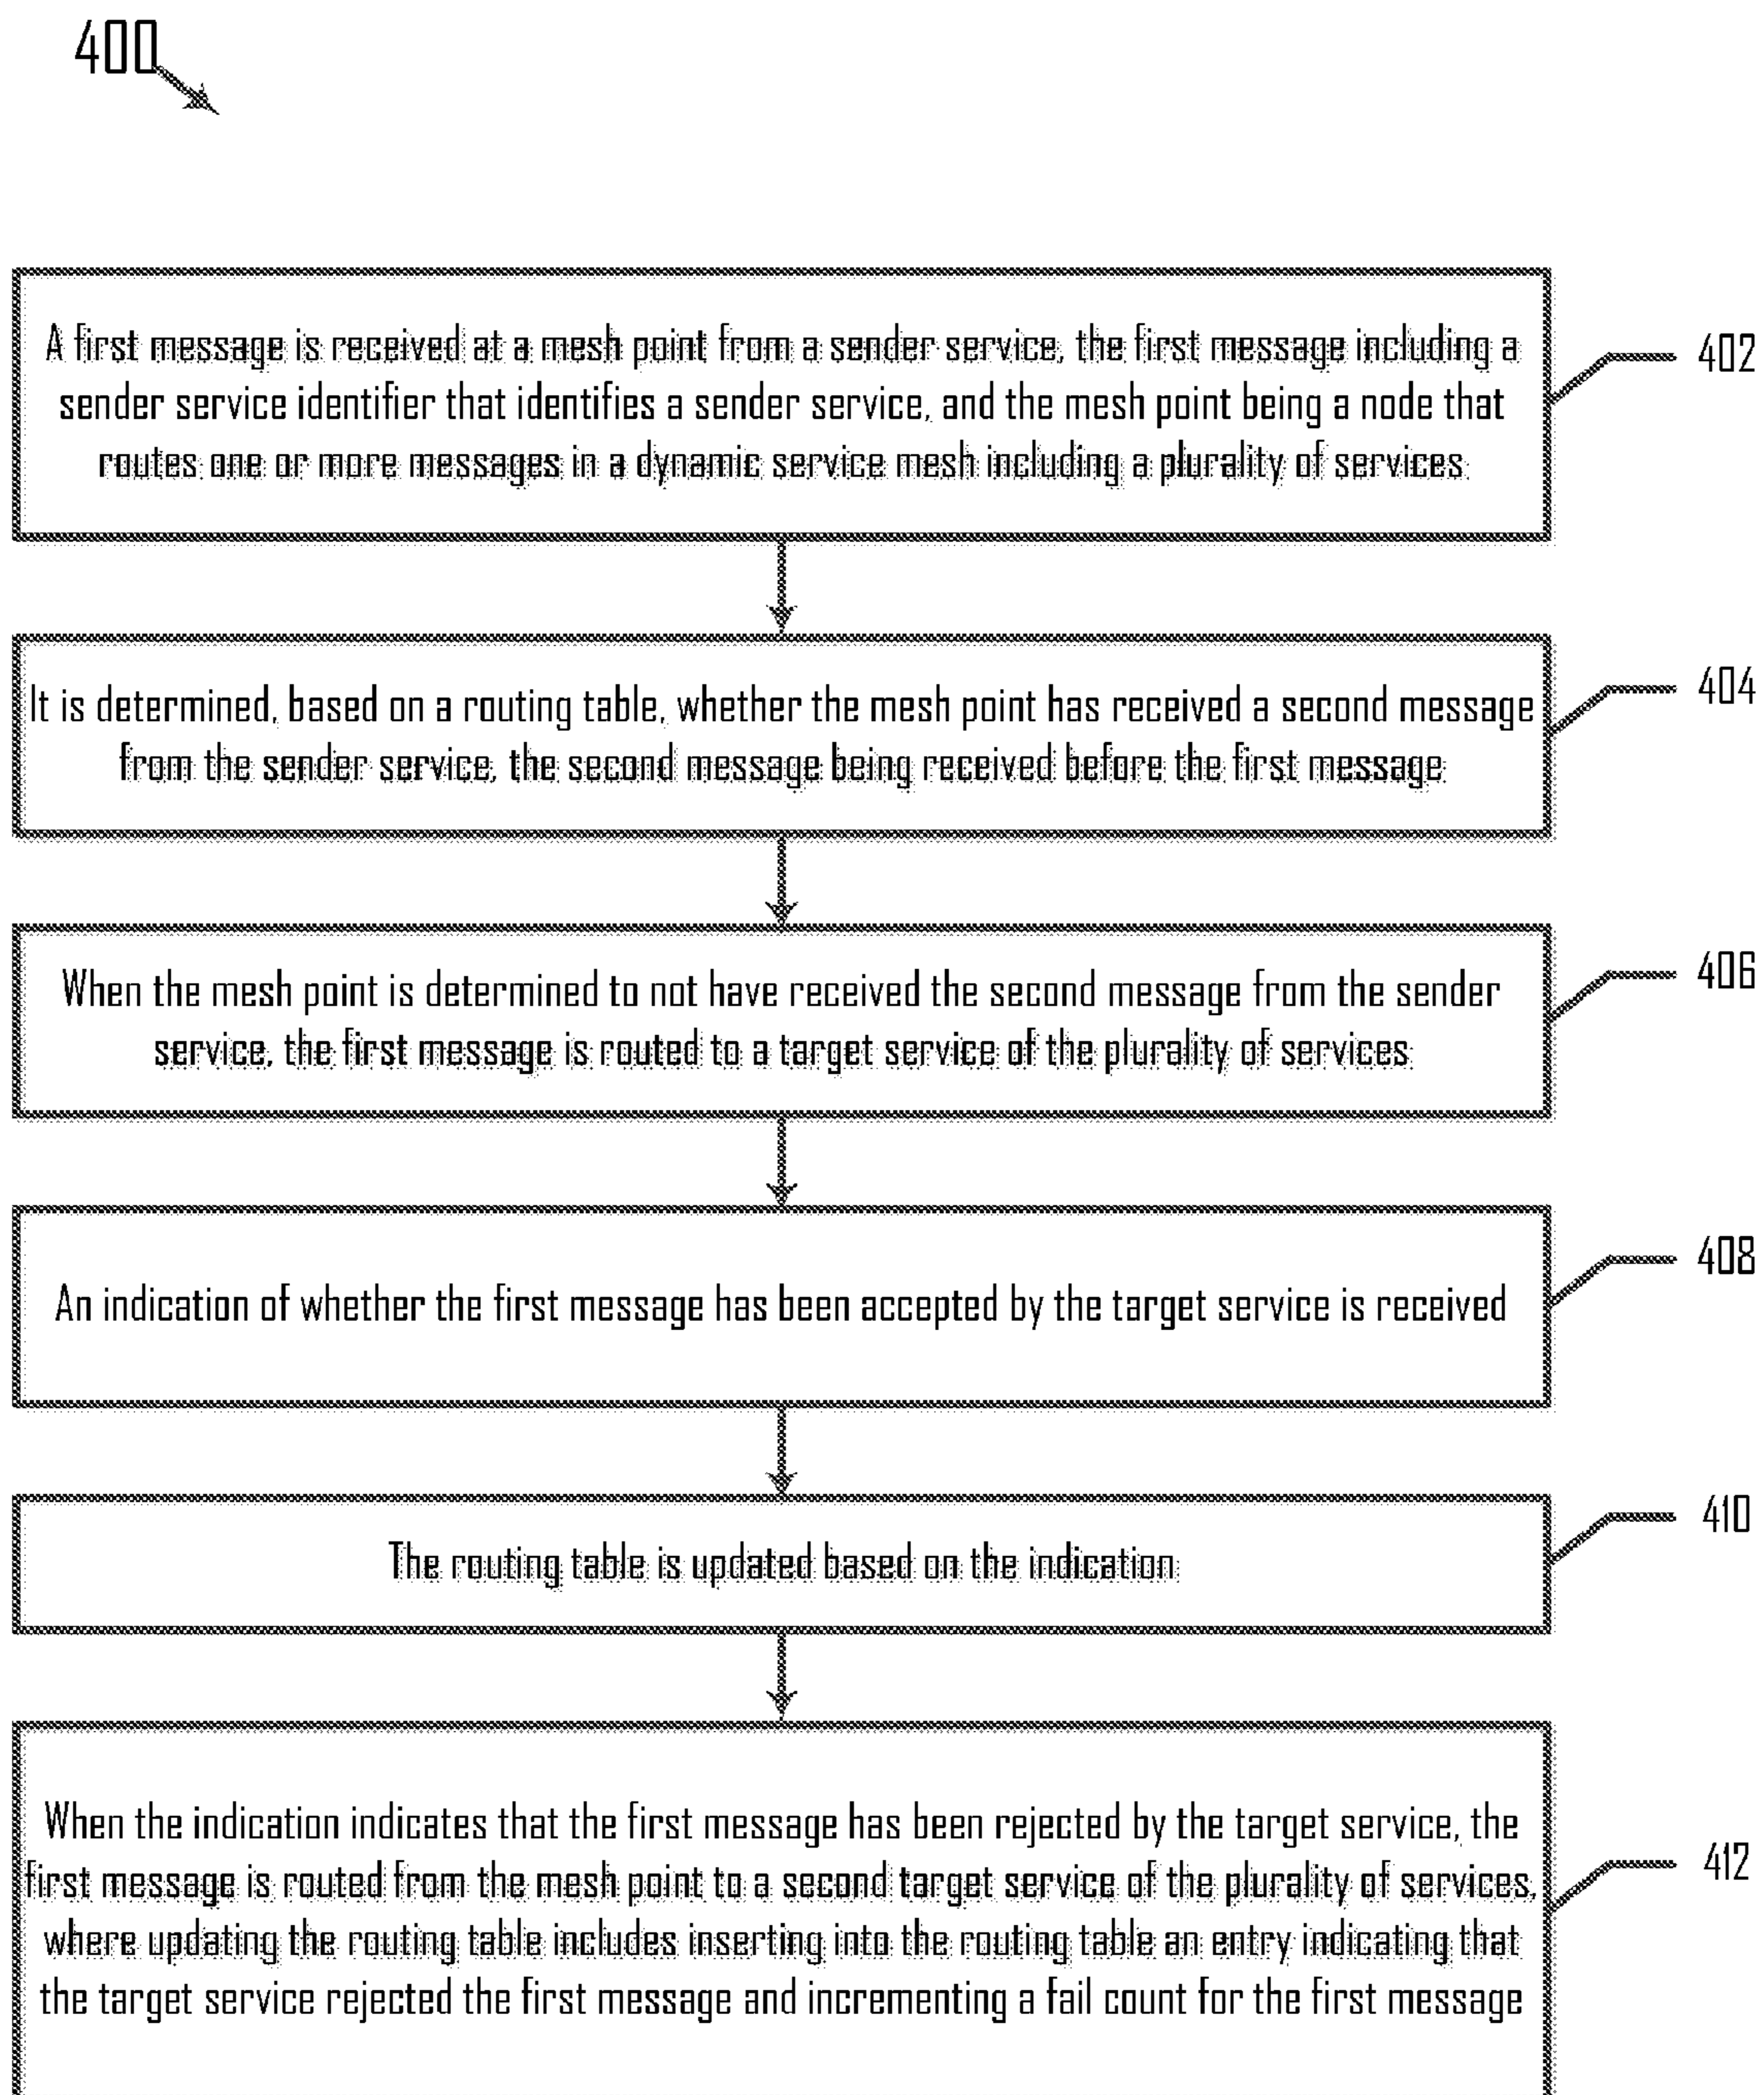 400
A first message is received at a mesh point from a sender service, the first message including a
sender service identifier that identifies a sender service, and the mesh point being a node that
routes one or more messages in a dynamic service mesh including a plurality of services
402
It is determined, based on a routing table, whether the mesh point has received a second message
from the sender service, the second message being received before the first message
404
When the mesh point is determined to not have received the second message from the sender
service, the first message is routed to a target service of the plurality of services
406
An indication of whether the first message has been accepted by the target service is received
408
The routing table is updated based on the indication
410
When the indication indicates that the first message has been rejected by the target service, the
first message is routed from the mesh point to a second target service of the plurality of services,
where updating the routing table includes inserting into the routing table an entry indicating that
the target service rejected the first message and incrementing a fail count for the first message
412